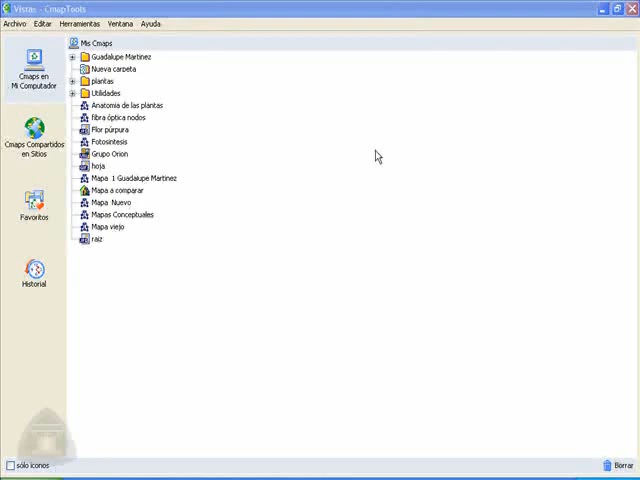 Vistas - CmapTools
Archivo Editar Herramientas Ventana Ayuda
Mis Cmaps
Guadalupe Martinez
Nueva carpeta
plantas
Utilidades
Anatomia de las plantas
fibra óptica nodos
Flor púrpura
Fotosintesis
Grupo Orion
hoja
Mapa 1 Guadalupe Martinez
Mapa a comparar
Mapa Nuevo
Mapas Conceptuales
Mapa viejo
raiz
Cmaps en
Mi Computador
Cmaps Compartidos
en Sitios
Favoritos
Historial
sólo iconos
Borrar